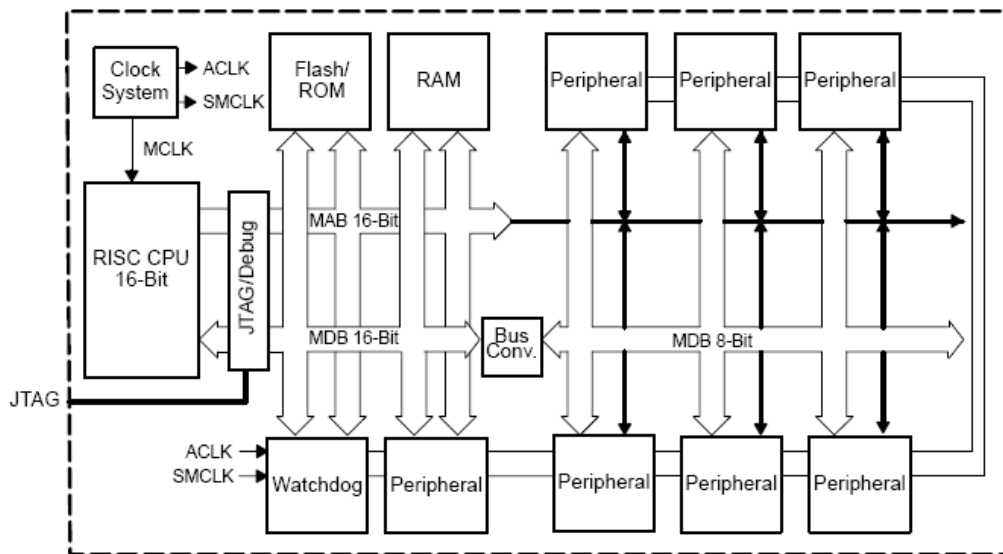 Clock
System
ACLK
SMCLK
MCLK
Flash/
ROM
RAM
Peripheral
Peripheral
Peripheral
RISC CPU
16-Bit
JTAG/Debug
MAB 16-Bit
MDB 16-Bit
Bus
Conv.
MDB 8-Bit
JTAG
ACLK
SMCLK
Watchdog
Peripheral
Peripheral
Peripheral
Peripheral